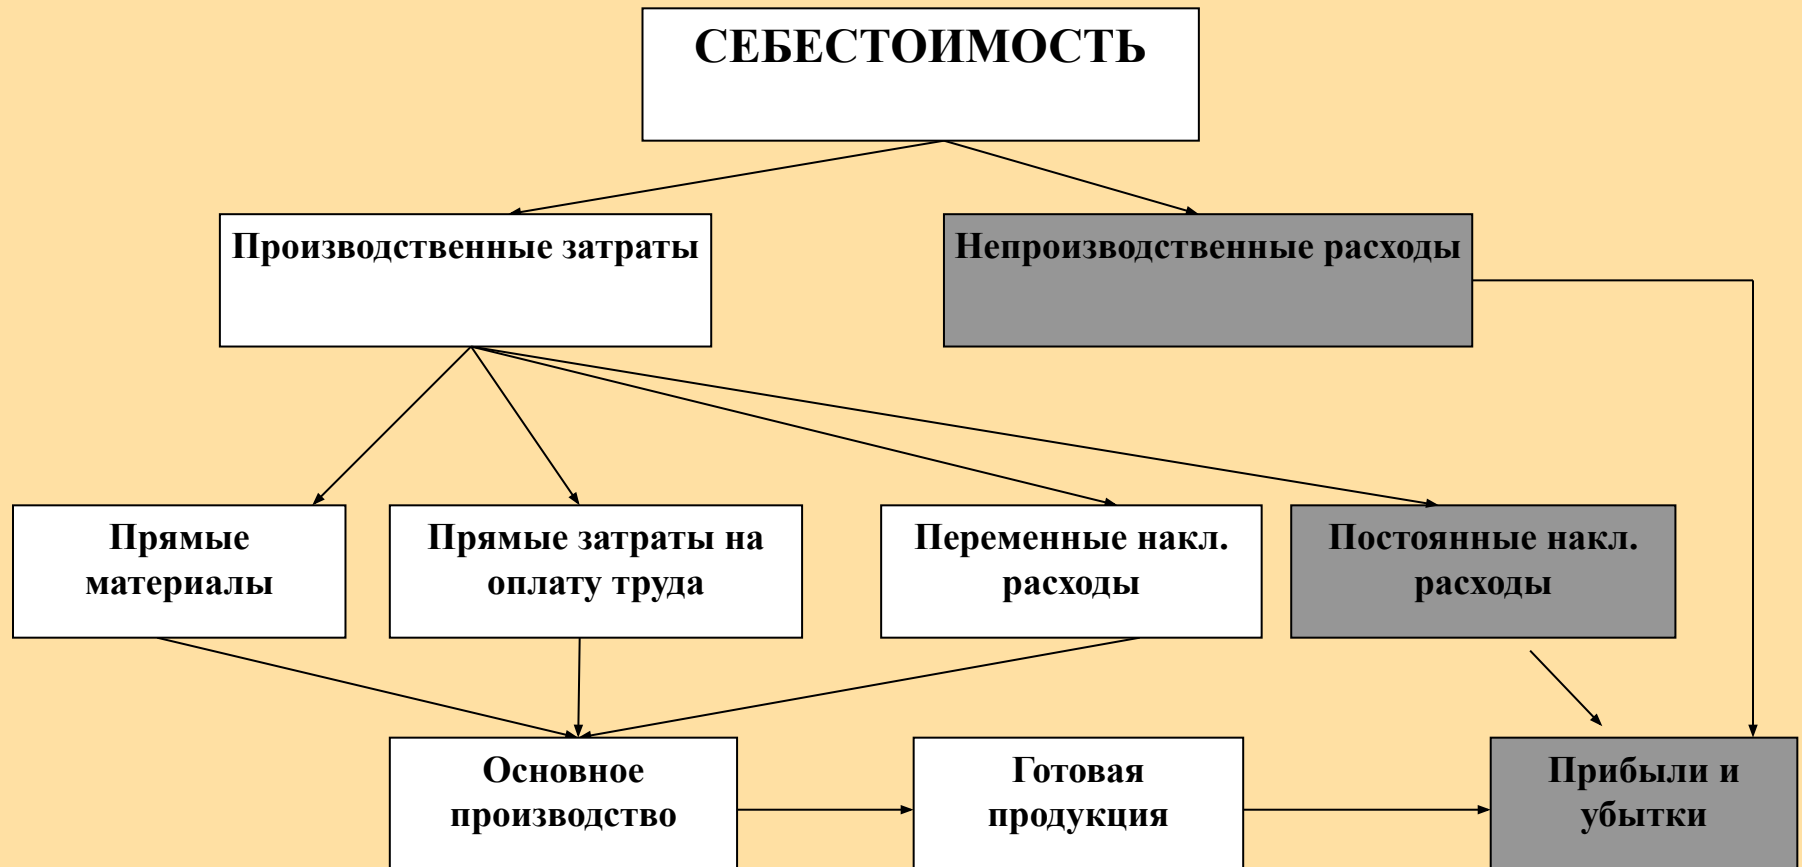 СЕБЕСТОИМОСТЬ
Производственные затраты
Непроизводственные расходы
Прямые
материалы
Прямые затраты на
оплату труда
Переменные накл.
расходы
Постоянные накл.
расходы
Основное
производство
Готовая
продукция
Прибыли и
убытки